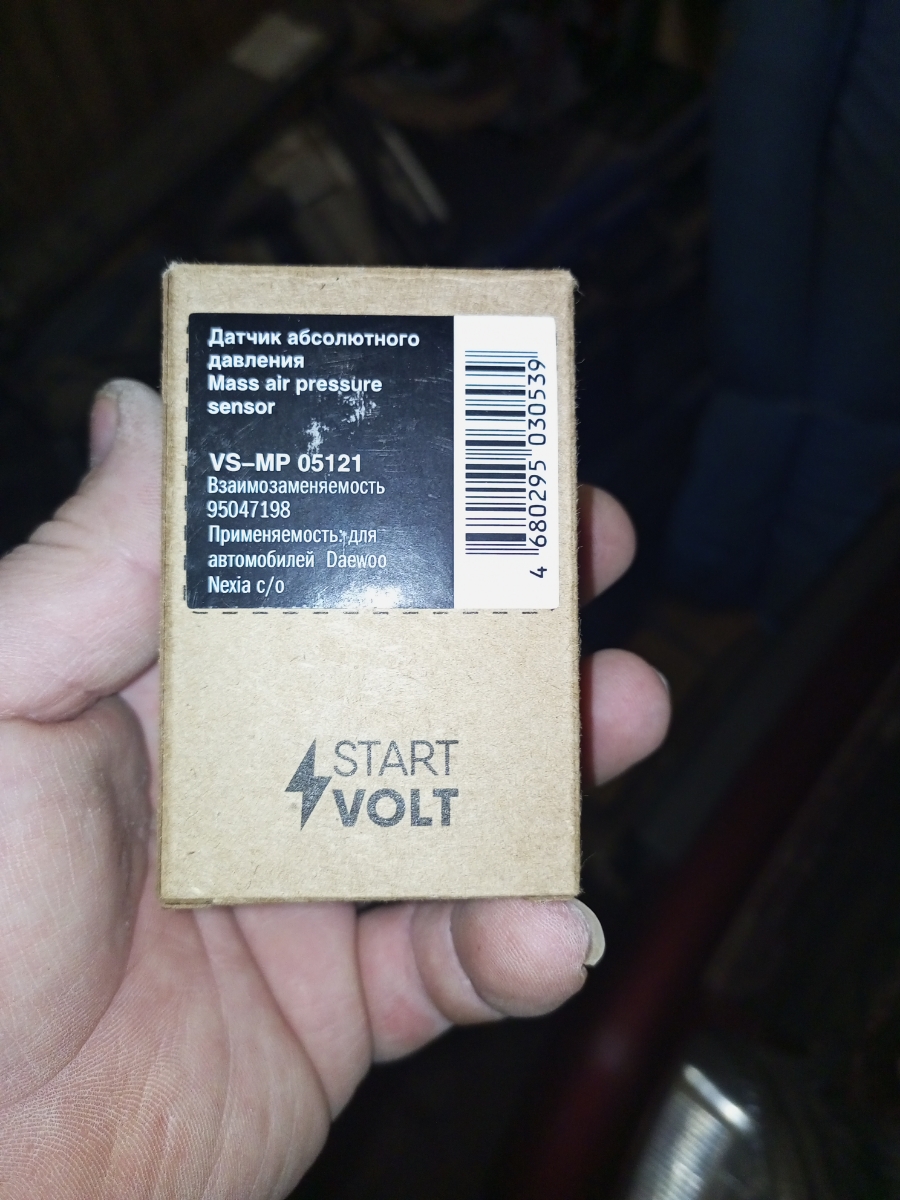 Датчик абсолютного
давления
Mass air pressure
sensor
VS-MP 05121
Взаимозаменяемость
95047198
Применяемость: для
автомобилей Daewoo
Nexia c/o
4 680295 030539
START
VOLT